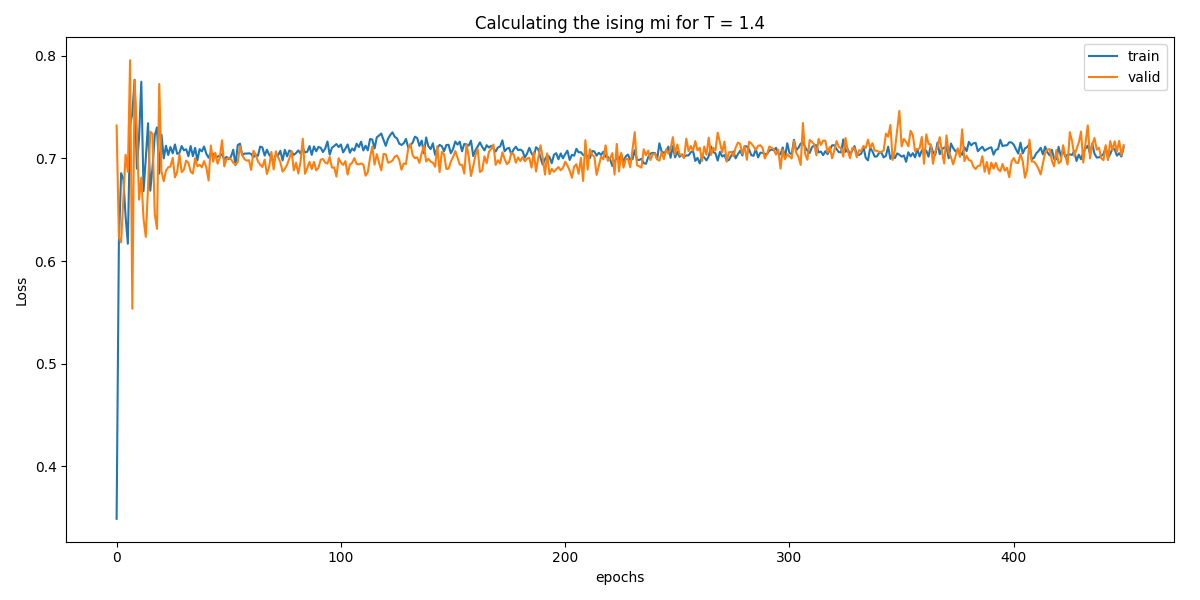 Calculating the ising mi for T = 1.4
train
valid
Loss
0.8
0.7
0.6
0.5
0.4
0
100
200
300
400
epochs